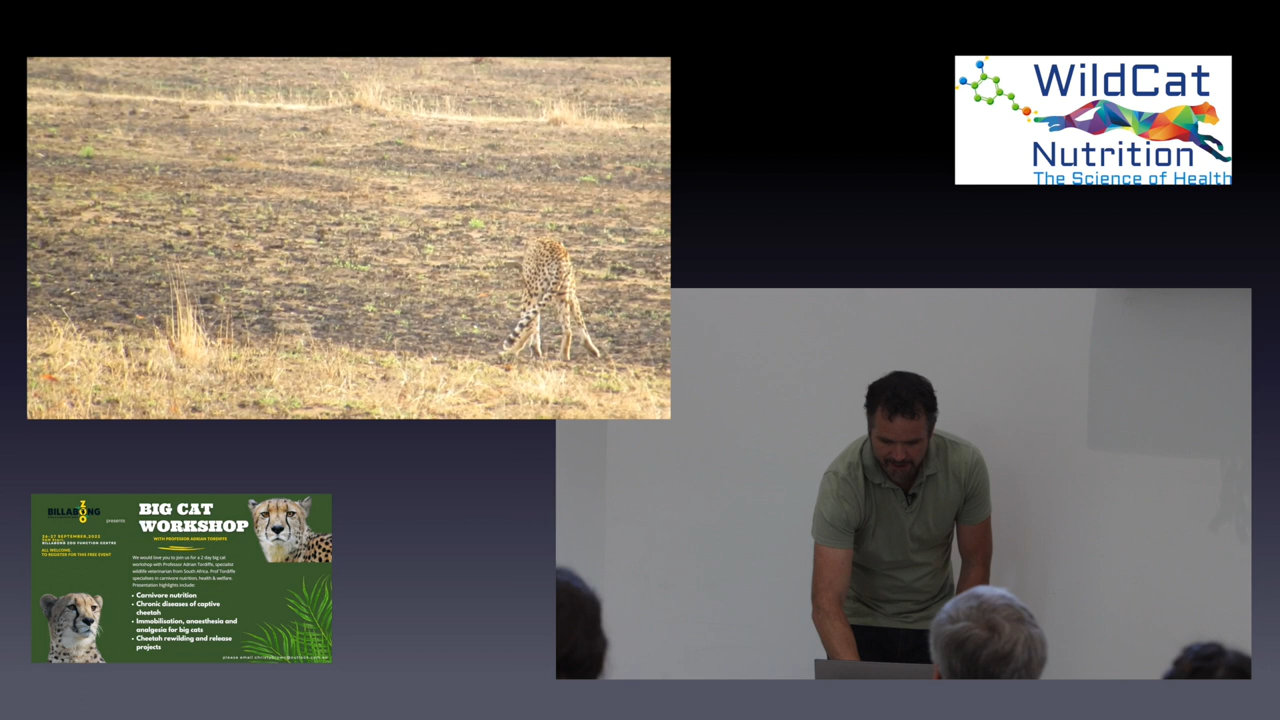 WildCat
Nutrition
The Science of Health
ZOO
BILLABONG
presents
BIG CAT
WORKSHOP
WITH PROFESSOR ADRIAN TORDIFFE
26-27 SEPTEMBER,2022
BILLABONG ZOO FUNCTION CENTRE
ALL WELCOME.
TO REGISTER FOR THIS FREE EVENT
We would love you to join us for a 2 day big cat
workshop with Professor Adrian Tordiffe, specialist
wildlife veterinarian from South Africa. Prof Tordiffe
specialises in carnivore nutrition, health & welfare.
Presentation highlights include:
• Carnivore nutrition
• Chronic diseases of captive
cheetah
• Immobilisation, anaesthesia and
analgesia for big cats
• Cheetah rewilding and release
projects
please email